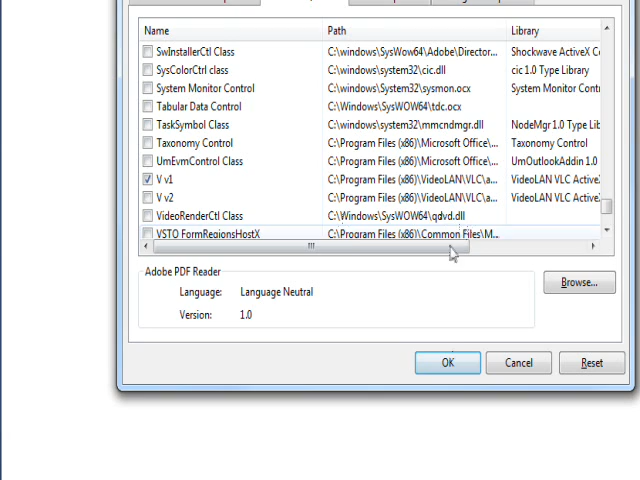 Name Path Library
SwInstallerCtl Class C:\windows\SysWow64\Adobe\Director... Shockwave ActiveX Co
SysColorCtrl class C:\windows\system32\cic.dll cic 1.0 Type Library
System Monitor Control C:\windows\system32\sysmon.ocx System Monitor Contr
Tabular Data Control C:\Windows\SysWOW64\tdc.ocx
TaskSymbol Class C:\windows\system32\mmcndmgr.dll NodeMgr 1.0 Type Lib
Taxonomy Control C:\Program Files (x86)\Microsoft Office\... Taxonomy Control
UmEvmControl Class C:\Program Files (x86)\Microsoft Office\... UmOutlookAddin 1.0
V v1 C:\Program Files (x86)\VideoLAN\VLC\a... VideoLAN VLC Active
V v2 C:\Program Files (x86)\VideoLAN\VLC\a... VideoLAN VLC Active
VideoRenderCtl Class C:\Windows\SysWOW64\qdvd.dll
VSTO FormRegionsHostX C:\Program Files (x86)\Common Files\M...
Adobe PDF Reader
Language: Language Neutral
Version: 1.0
Browse...
OK Cancel Reset